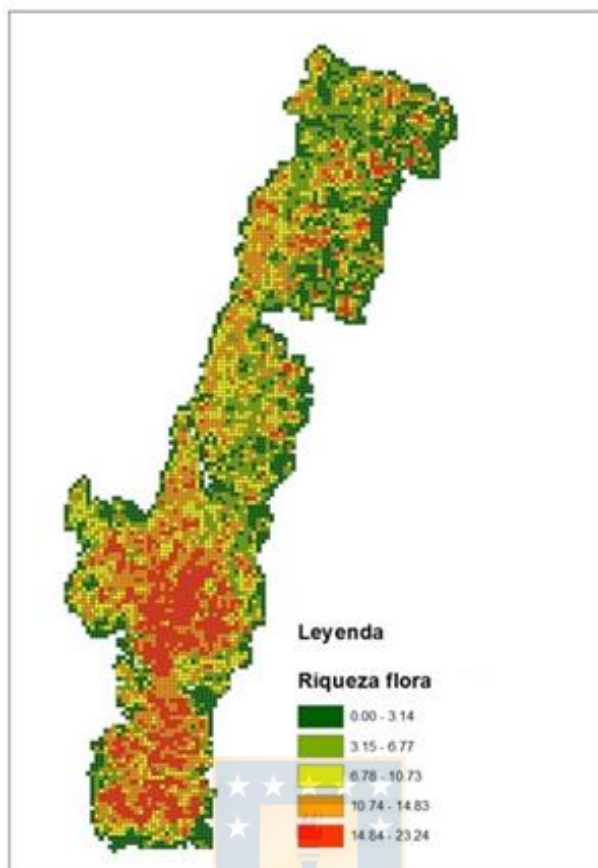 Leyenda
Riqueza flora
0.00 - 3.14
3.15 - 6.77
6.78 - 10.73
10.74 - 14.83
14.84 - 23.24